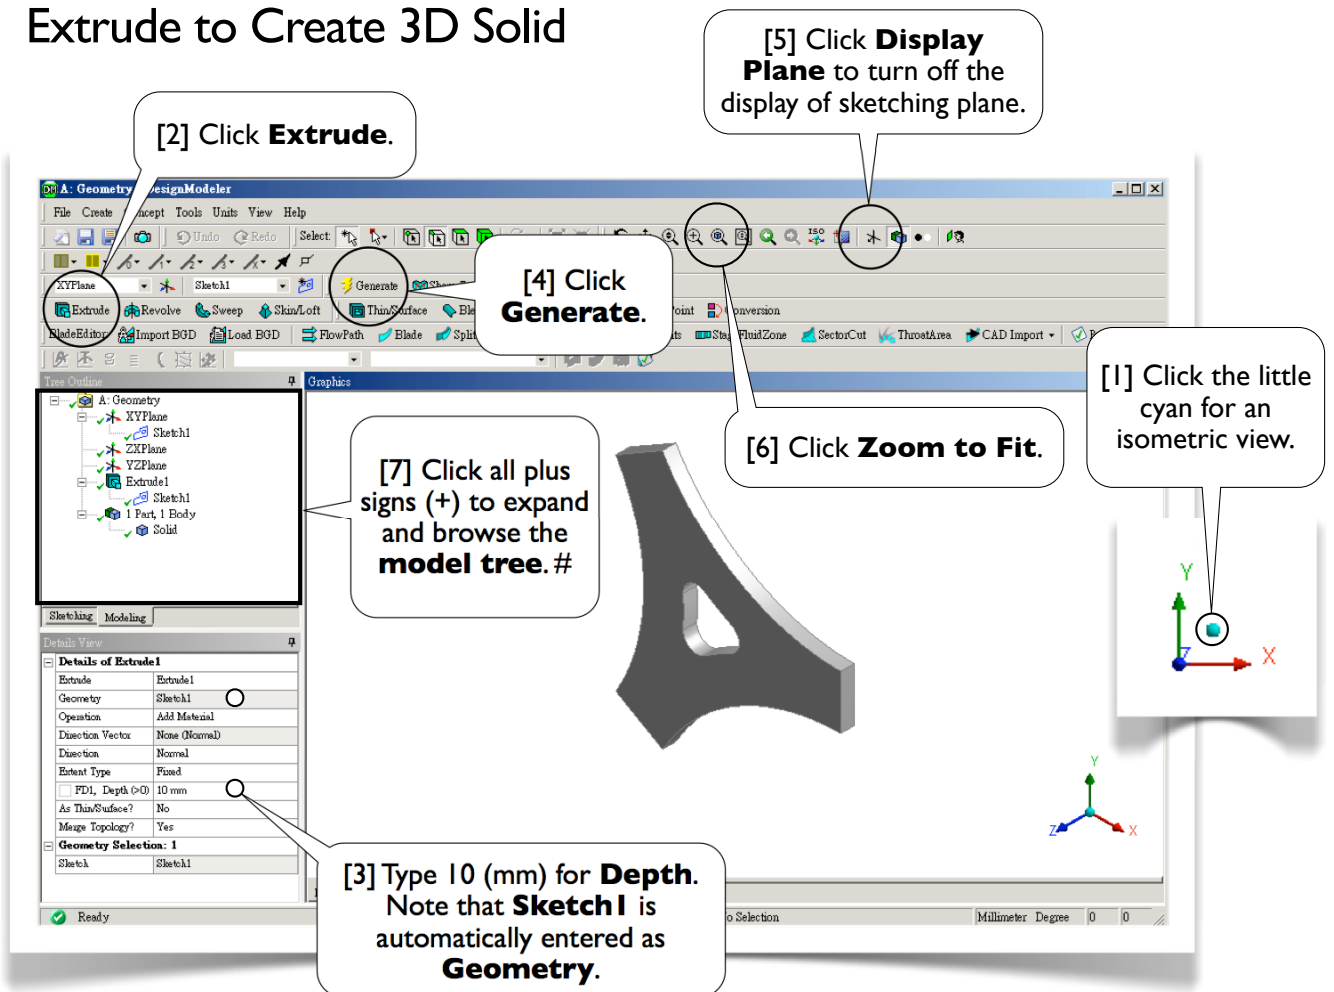 Extrude to Create 3D Solid
[5] Click Display
Plane to turn off the
display of sketching plane.
[2] Click Extrude.
A: Geometry
DesignModeler
File Create
Tools Units View Help
Undo Redo Select:
XYPlane Sketch1 Generate
Extrude Revolve Sweep Skin/Loft Thin/Surface
Conversion
BladeEditor: Import BGD Load BGD FlowPath Blade
SectorCut ThroatArea CAD Import
[4] Click
Generate.
[1] Click the little
cyan for an
isometric view.
[6] Click Zoom to Fit.
Tree Outline
Graphics
A: Geometry
XYPlane
Sketch1
ZXPlane
YZPlane
Extrude1
Sketch1
1 Part, 1 Body
Solid
[7] Click all plus
signs (+) to expand
and browse the
model tree. #
Sketching Modeling
Details View
Details of Extrude1
Extrude Extrude1
Geometry Sketch1
Operation Add Material
Direction Vector None (Normal)
Direction Normal
Extent Type Fixed
FD1, Depth (>0) 10 mm
As Thin/Surface? No
Merge Topology? Yes
Geometry Selection: 1
Sketch Sketch1
Y
Z X
Y
Z X
[3] Type 10 (mm) for Depth.
Note that Sketch1 is
automatically entered as
Geometry.
Ready
Selection
Millimeter Degree 0 0